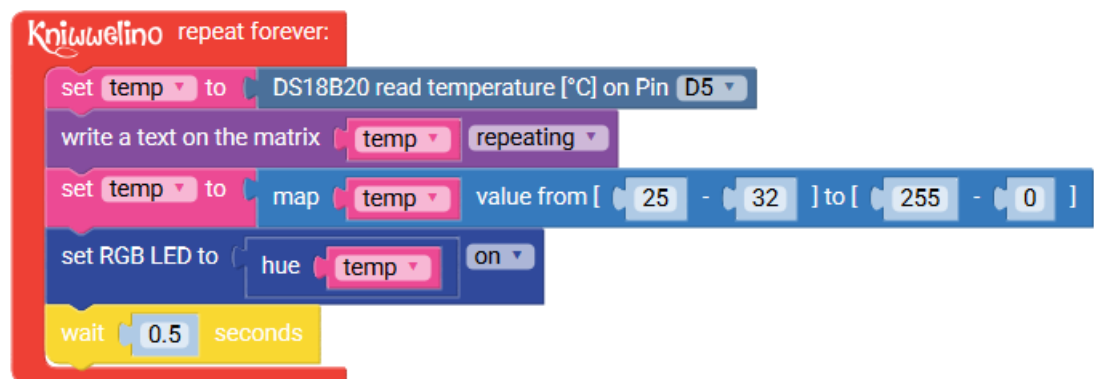 Kniwwelino repeat forever:
set temp to DS18B20 read temperature [°C] on Pin D5
write a text on the matrix temp repeating
set temp to map temp value from [ 25 - 32 ] to [ 255 - 0 ]
set RGB LED to hue temp on
wait 0.5 seconds